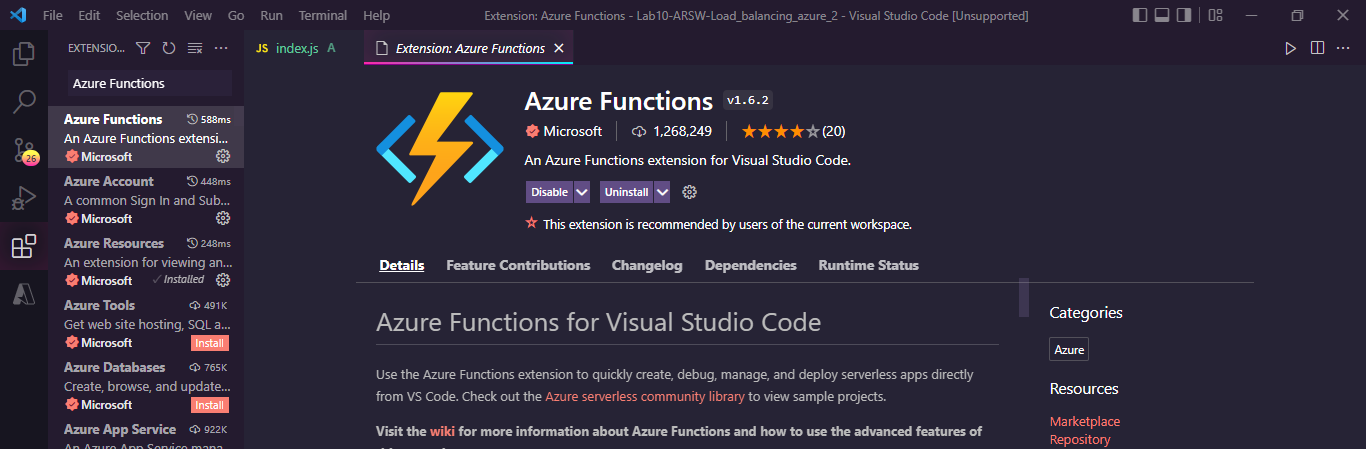 File Edit Selection View Go Run Terminal Help
Extension: Azure Functions - Lab10-ARSW-Load_balancing_azure_2 - Visual Studio Code [Unsupported]
EXTENSIO...
JS index.js A
Extension: Azure Functions
Azure Functions
Azure Functions 588ms
An Azure Functions extensi...
Microsoft
26
Azure Account 448ms
A common Sign In and Sub...
Microsoft
Azure Resources 248ms
An extension for viewing an...
Microsoft Installed
Azure Tools 491K
Get web site hosting, SQL a...
Microsoft Install
Azure Databases 765K
Create, browse, and update...
Microsoft Install
Azure App Service 922K
An Azure App Service mana...
Azure Functions v1.6.2
Microsoft 1,268,249 (20)
An Azure Functions extension for Visual Studio Code.
Disable Uninstall
This extension is recommended by users of the current workspace.
Details Feature Contributions Changelog Dependencies Runtime Status
Azure Functions for Visual Studio Code
Use the Azure Functions extension to quickly create, debug, manage, and deploy serverless apps directly
from VS Code. Check out the Azure serverless community library to view sample projects.
Visit the wiki for more information about Azure Functions and how to use the advanced features of
Categories
Azure
Resources
Marketplace
Repository